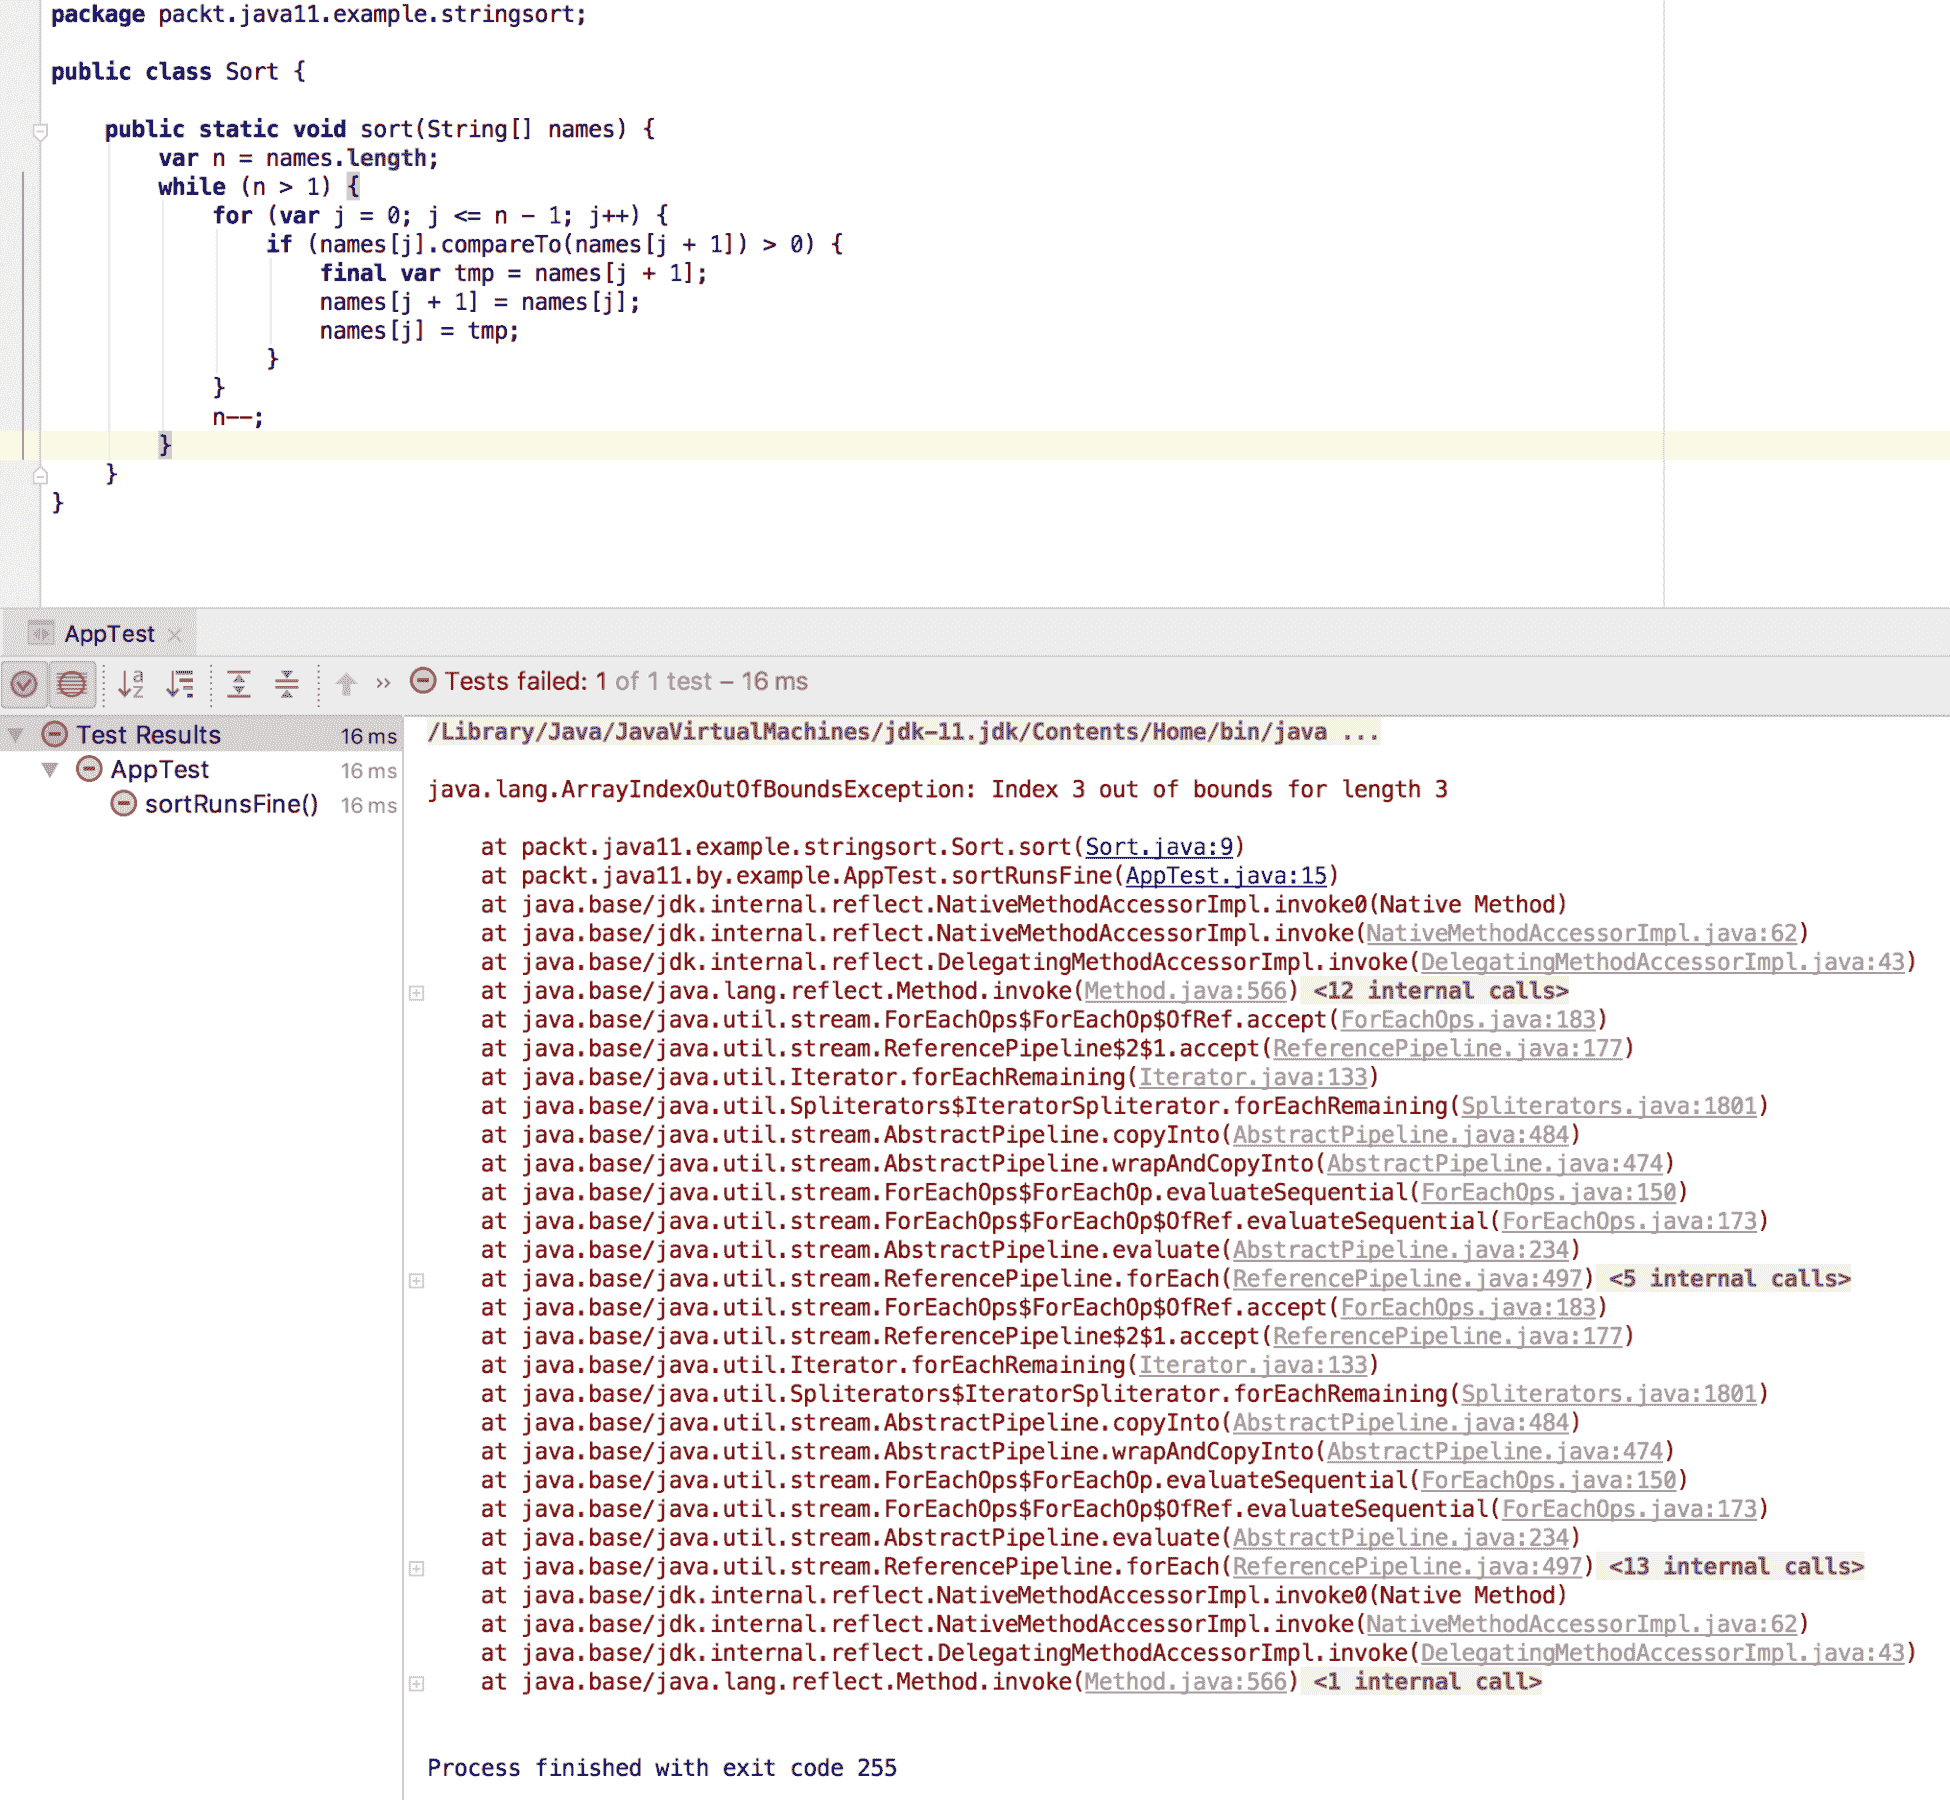 package packt.java11.example.stringsort;
public class Sort {
public static void sort(String[] names) {
var n = names.length;
while (n > 1) {
for (var j = 0; j <= n - 1; j++) {
if (names[j].compareTo(names[j + 1]) > 0) {
final var tmp = names[j + 1];
names[j + 1] = names[j];
names[j] = tmp;
}
}
n--;
}
}
}
AppTest
Tests failed: 1 of 1 test – 16 ms
Test Results 16 ms
AppTest 16 ms
sortRunsFine() 16 ms
/Library/Java/JavaVirtualMachines/jdk-11.jdk/Contents/Home/bin/java ...
java.lang.ArrayIndexOutOfBoundsException: Index 3 out of bounds for length 3
at packt.java11.example.stringsort.Sort.sort(Sort.java:9)
at packt.java11.by.example.AppTest.sortRunsFine(AppTest.java:15)
at java.base/jdk.internal.reflect.NativeMethodAccessorImpl.invoke0(Native Method)
at java.base/jdk.internal.reflect.NativeMethodAccessorImpl.invoke(NativeMethodAccessorImpl.java:62)
at java.base/jdk.internal.reflect.DelegatingMethodAccessorImpl.invoke(DelegatingMethodAccessorImpl.java:43)
at java.base/java.lang.reflect.Method.invoke(Method.java:566) <12 internal calls>
at java.base/java.util.stream.ForEachOps$ForEachOp$OfRef.accept(ForEachOps.java:183)
at java.base/java.util.stream.ReferencePipeline$2$1.accept(ReferencePipeline.java:177)
at java.base/java.util.Iterator.forEachRemaining(Iterator.java:133)
at java.base/java.util.Spliterators$IteratorSpliterator.forEachRemaining(Spliterators.java:1801)
at java.base/java.util.stream.AbstractPipeline.copyInto(AbstractPipeline.java:484)
at java.base/java.util.stream.AbstractPipeline.wrapAndCopyInto(AbstractPipeline.java:474)
at java.base/java.util.stream.ForEachOps$ForEachOp.evaluateSequential(ForEachOps.java:150)
at java.base/java.util.stream.ForEachOps$ForEachOp$OfRef.evaluateSequential(ForEachOps.java:173)
at java.base/java.util.stream.AbstractPipeline.evaluate(AbstractPipeline.java:234)
at java.base/java.util.stream.ReferencePipeline.forEach(ReferencePipeline.java:497) <5 internal calls>
at java.base/java.util.stream.ForEachOps$ForEachOp$OfRef.accept(ForEachOps.java:183)
at java.base/java.util.stream.ReferencePipeline$2$1.accept(ReferencePipeline.java:177)
at java.base/java.util.Iterator.forEachRemaining(Iterator.java:133)
at java.base/java.util.Spliterators$IteratorSpliterator.forEachRemaining(Spliterators.java:1801)
at java.base/java.util.stream.AbstractPipeline.copyInto(AbstractPipeline.java:484)
at java.base/java.util.stream.AbstractPipeline.wrapAndCopyInto(AbstractPipeline.java:474)
at java.base/java.util.stream.ForEachOps$ForEachOp.evaluateSequential(ForEachOps.java:150)
at java.base/java.util.stream.ForEachOps$ForEachOp$OfRef.evaluateSequential(ForEachOps.java:173)
at java.base/java.util.stream.AbstractPipeline.evaluate(AbstractPipeline.java:234)
at java.base/java.util.stream.ReferencePipeline.forEach(ReferencePipeline.java:497) <13 internal calls>
at java.base/jdk.internal.reflect.NativeMethodAccessorImpl.invoke0(Native Method)
at java.base/jdk.internal.reflect.NativeMethodAccessorImpl.invoke(NativeMethodAccessorImpl.java:62)
at java.base/jdk.internal.reflect.DelegatingMethodAccessorImpl.invoke(DelegatingMethodAccessorImpl.java:43)
at java.base/java.lang.reflect.Method.invoke(Method.java:566) <1 internal call>
Process finished with exit code 255